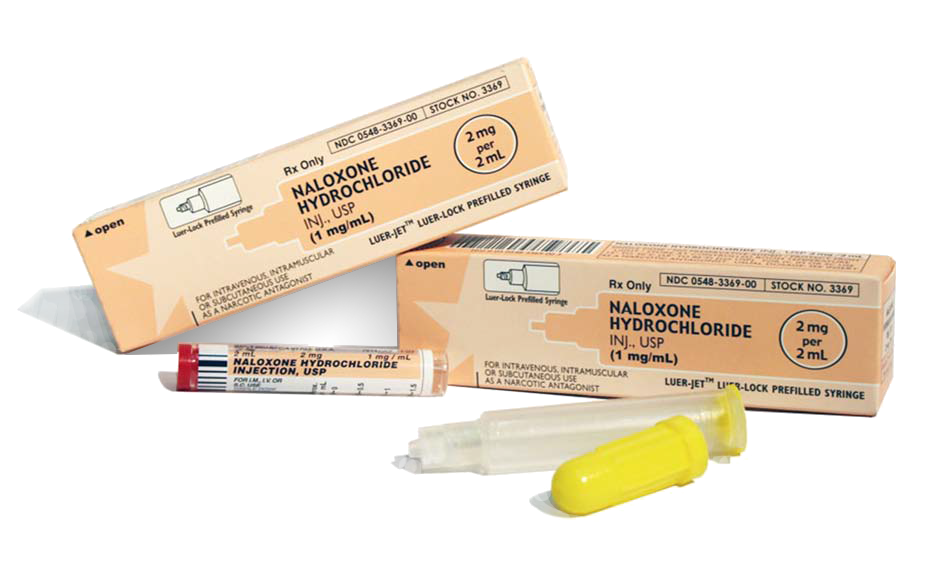 NDC 0548-3369-00 STOCK NO. 3369
Rx Only
2 mg
per
2 mL
NALOXONE
HYDROCHLORIDE
INJ., USP
(1 mg/mL)
▲open
Luer-Lock Prefilled Syringe
LUER-JET™ LUER-LOCK PREFILLED SYRINGE
FOR INTRAVENOUS, INTRAMUSCULAR
OR SUBCUTANEOUS USE
AS A NARCOTIC ANTAGONIST
▲open
Luer-Lock Prefilled Syringe
Rx Only
NDC 0548-3369-00 STOCK NO. 3369
NALOXONE
HYDROCHLORIDE
INJ., USP
(1 mg/mL)
2 mg
per
2 mL
FOR INTRAVENOUS, INTRAMUSCULAR
OR SUBCUTANEOUS USE
AS A NARCOTIC ANTAGONIST
LUER-JET™ LUER-LOCK PREFILLED SYRINGE
2 mL 2 mg 1 mg / mL
NALOXONE HYDROCHLORIDE
INJECTION, USP
FOR I.M., I.V. OR
S.C. USE